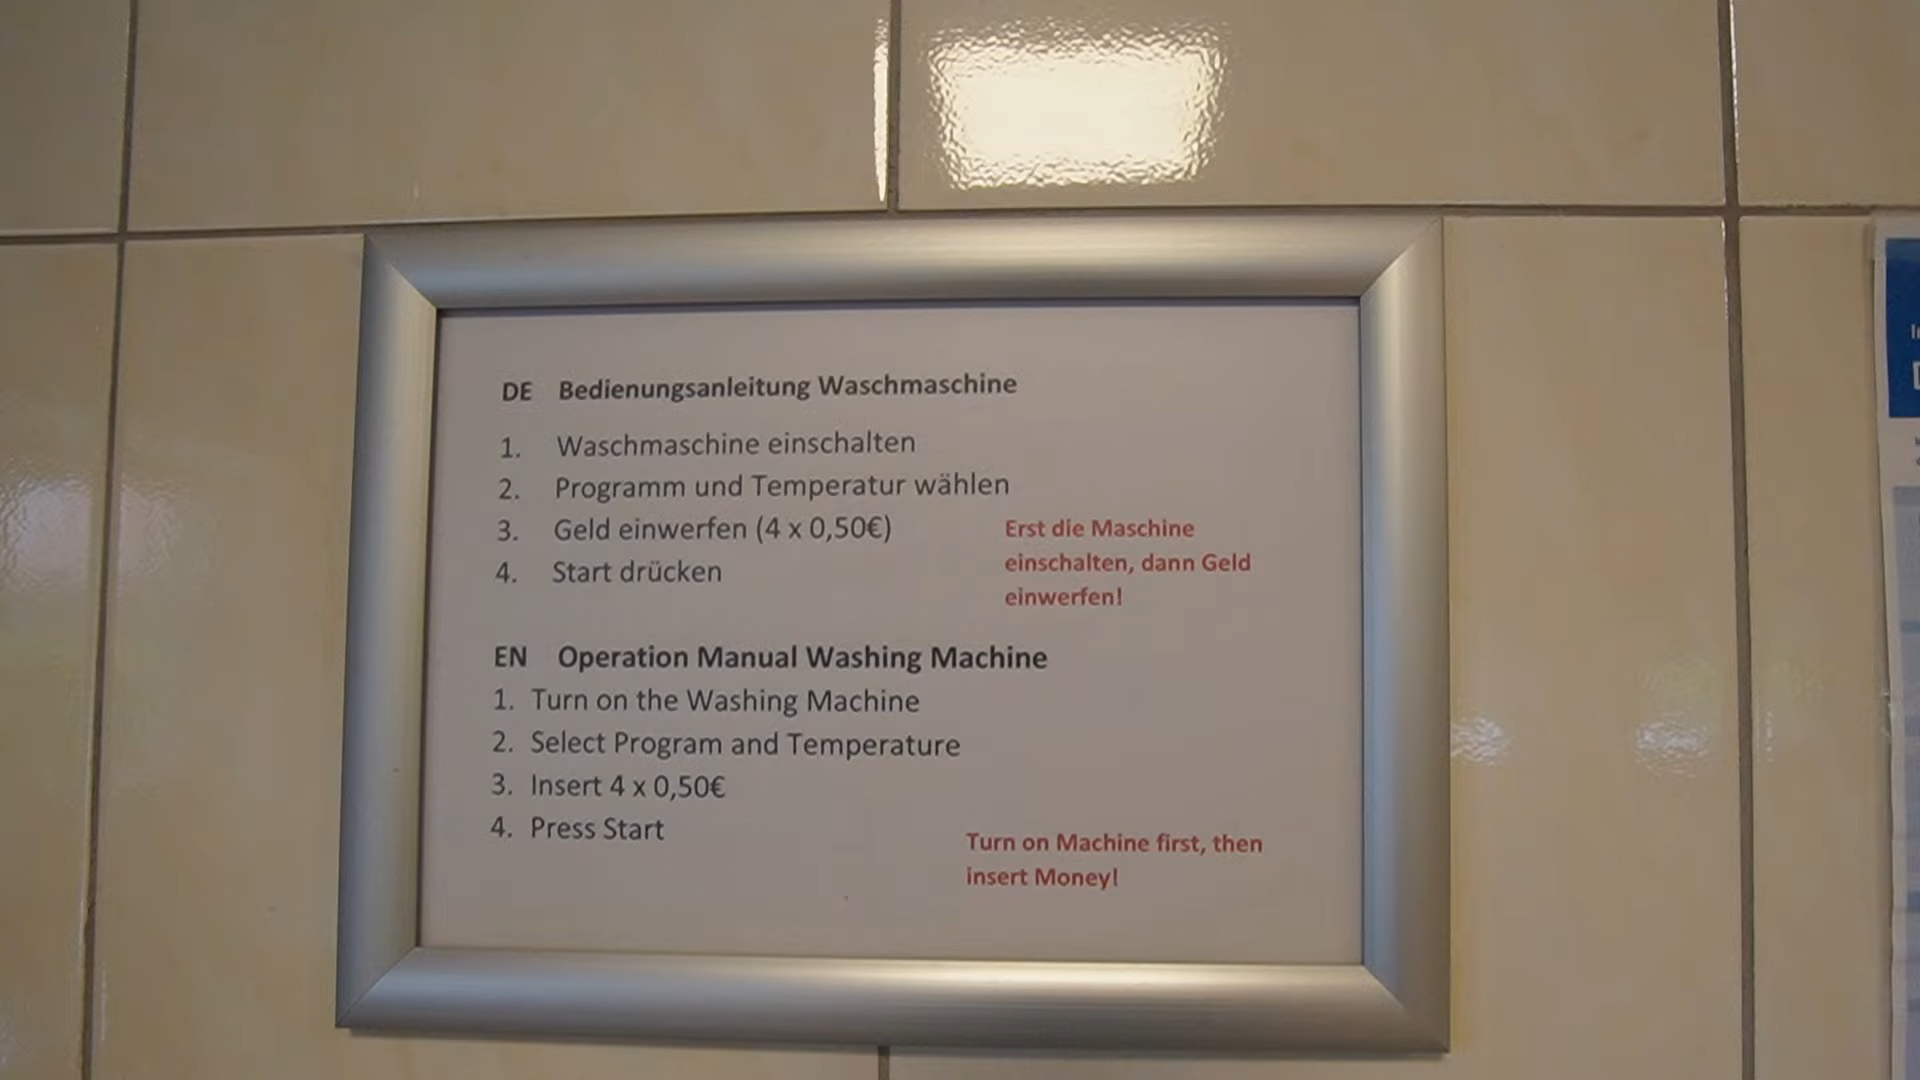 DE Bedienungsanleitung Waschmaschine
1. Waschmaschine einschalten
2. Programm und Temperatur wählen
3. Geld einwerfen (4 x 0,50€)
4. Start drücken
Erst die Maschine
einschalten, dann Geld
einwerfen!
EN Operation Manual Washing Machine
1. Turn on the Washing Machine
2. Select Program and Temperature
3. Insert 4 x 0,50€
4. Press Start
Turn on Machine first, then
insert Money!